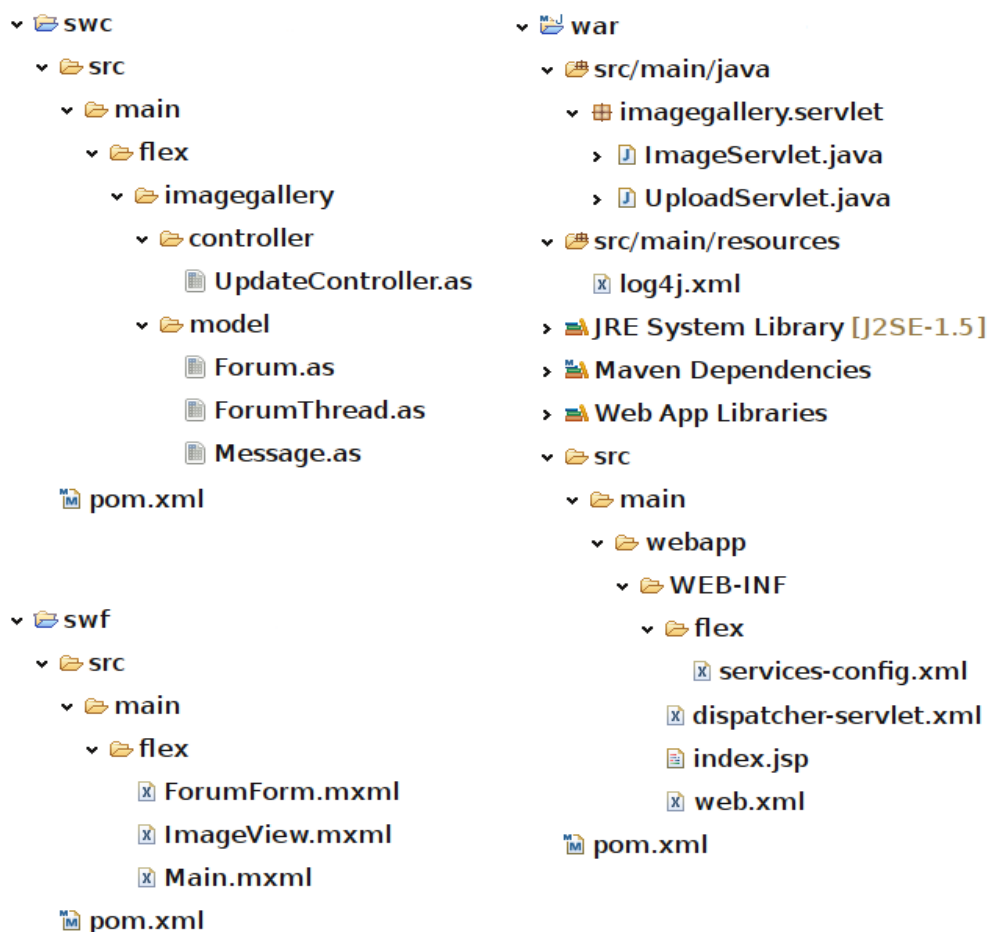 swc
src
main
flex
imagegallery
controller
UpdateController.as
model
Forum.as
ForumThread.as
Message.as
pom.xml
swf
src
main
flex
ForumForm.mxml
ImageView.mxml
Main.mxml
pom.xml
war
src/main/java
imagegallery.servlet
ImageServlet.java
UploadServlet.java
src/main/resources
log4j.xml
JRE System Library [J2SE-1.5]
Maven Dependencies
Web App Libraries
src
main
webapp
WEB-INF
flex
services-config.xml
dispatcher-servlet.xml
index.jsp
web.xml
pom.xml